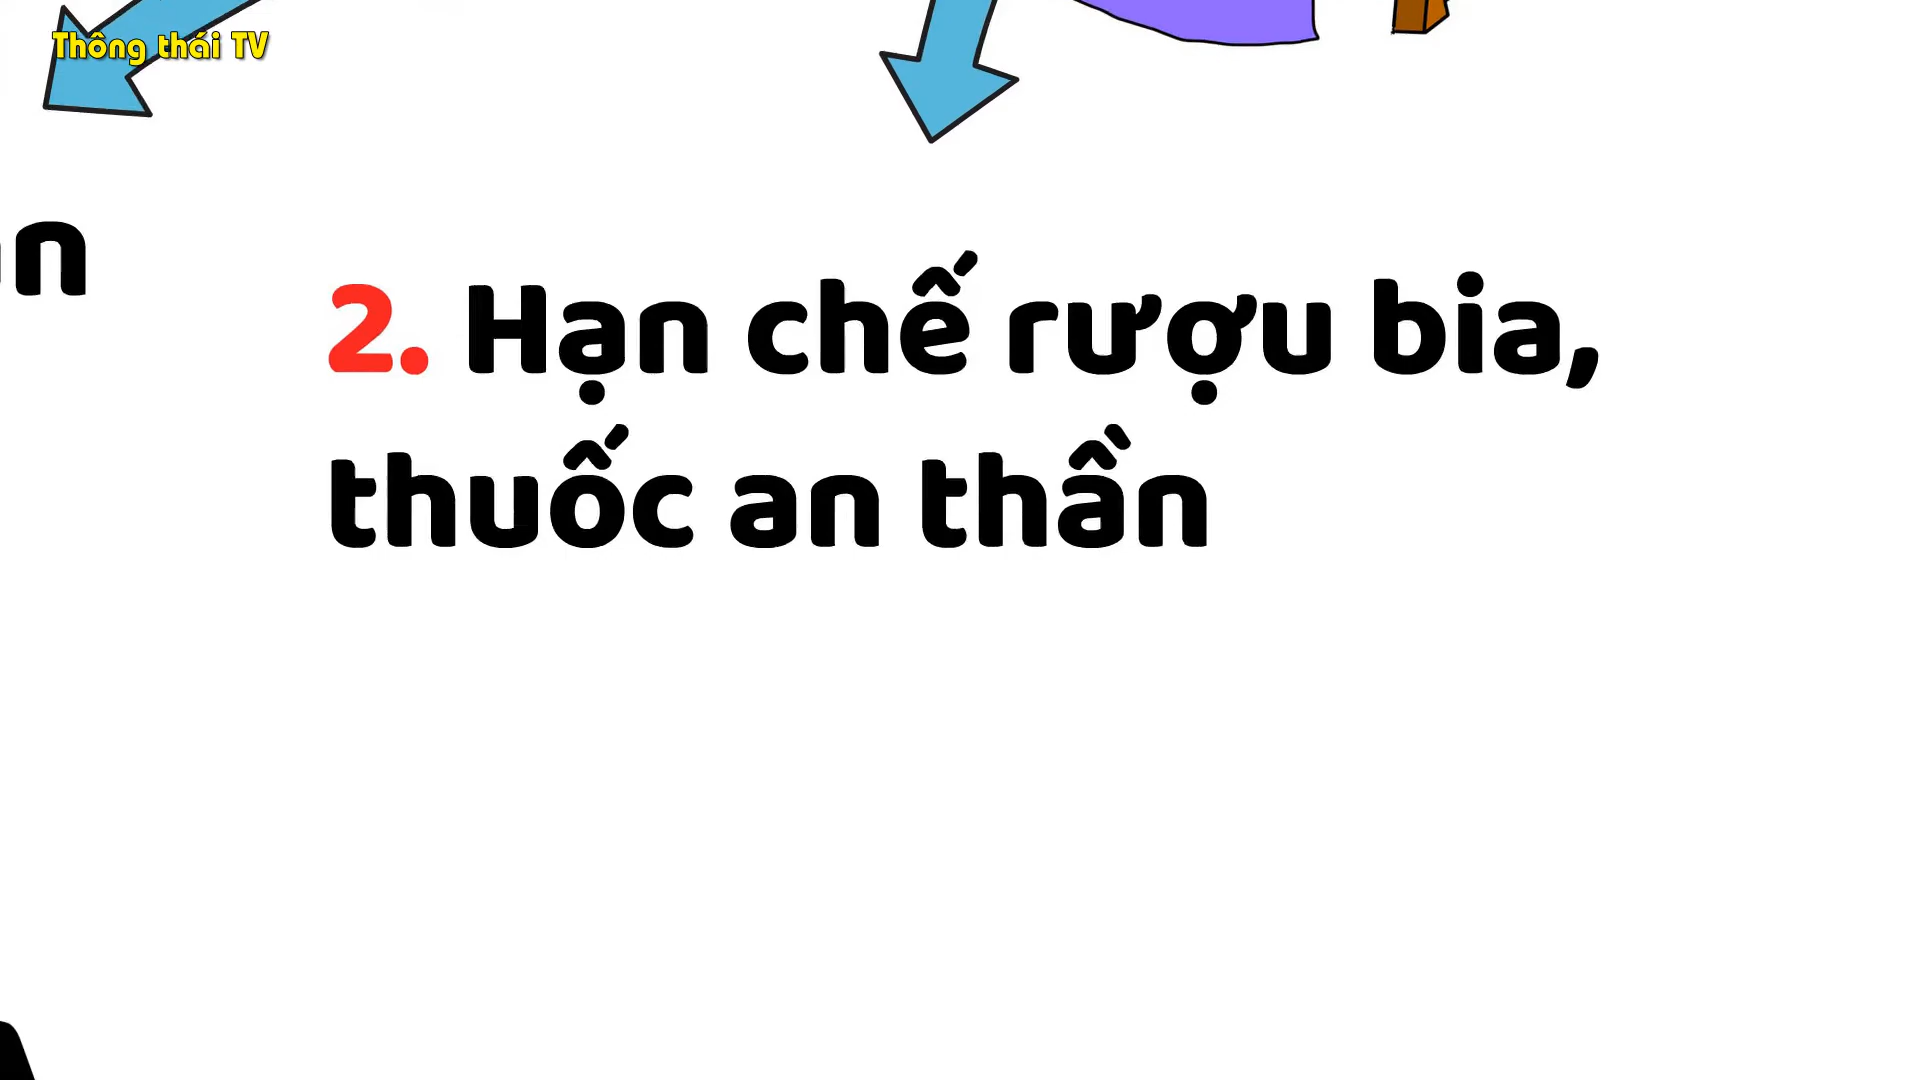 Thông thái TV
2. Hạn chế rượu bia,
thuốc an thần